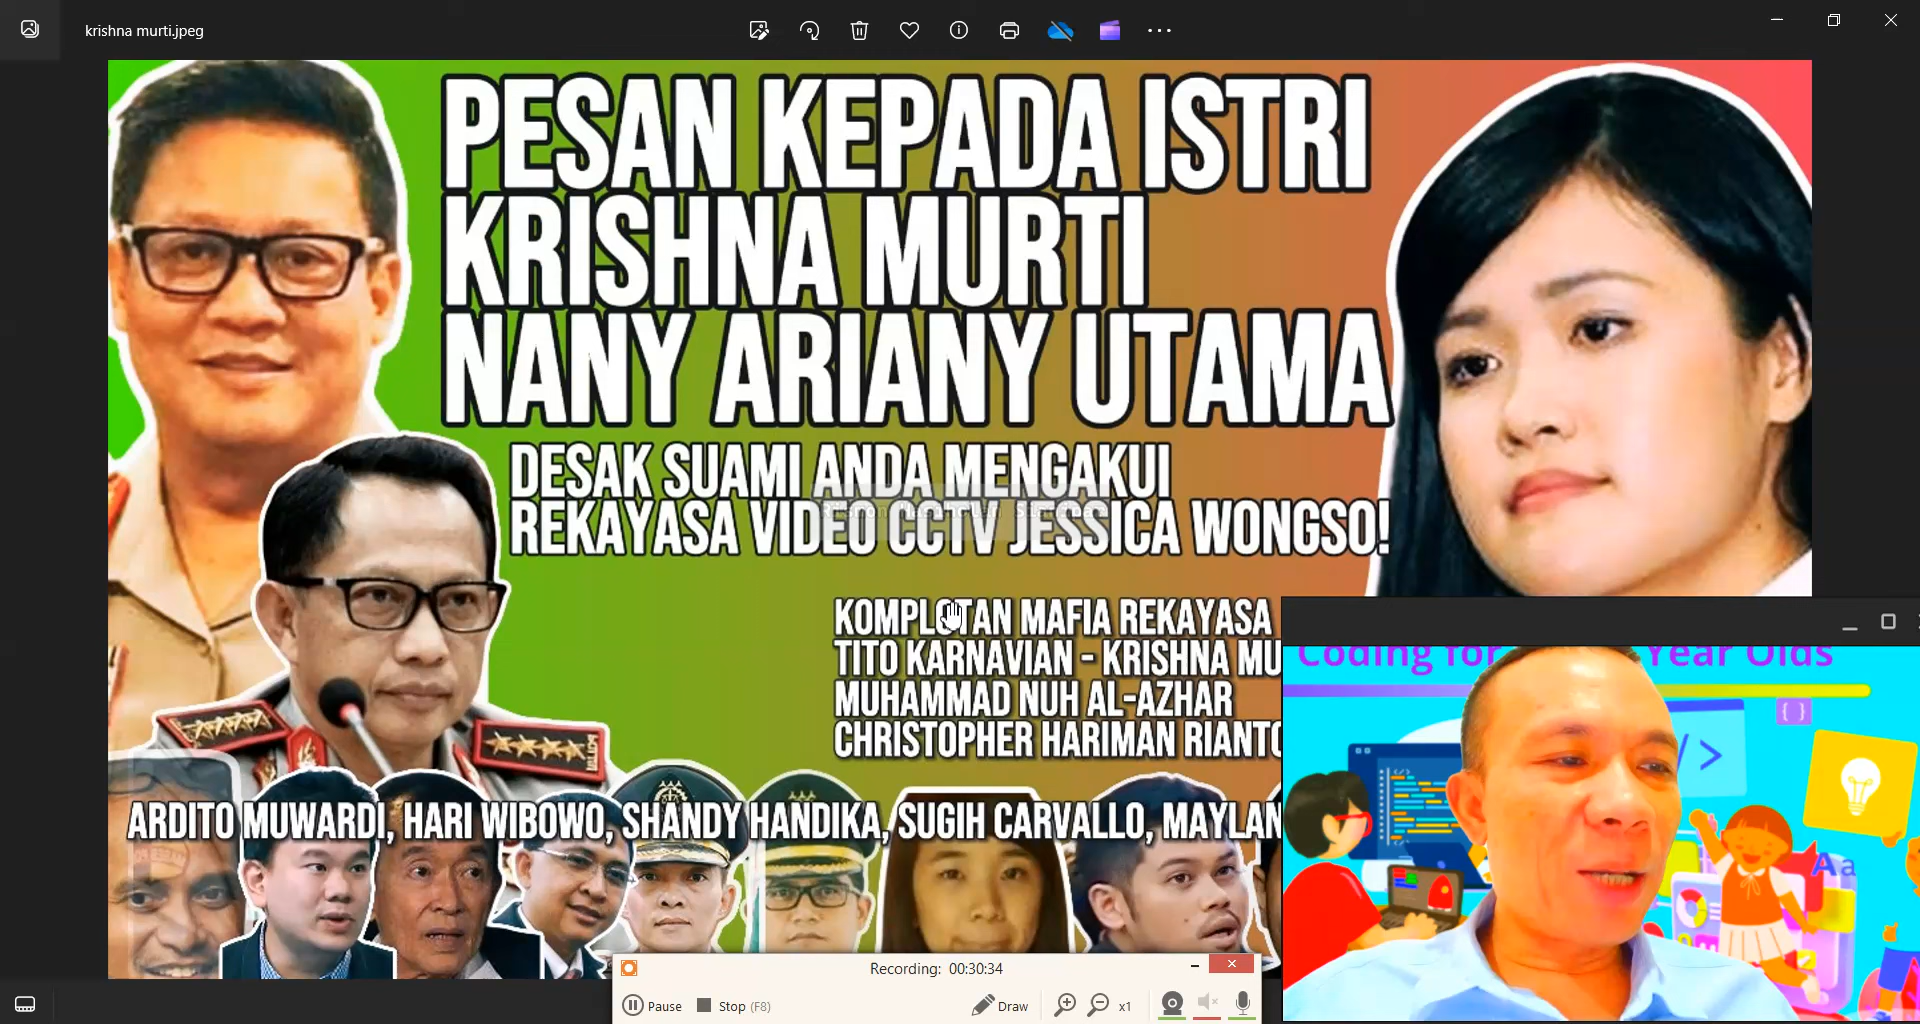 krishna murti.jpeg
PESAN KEPADA ISTRI
KRISHNA MURTI
NANY ARIANY UTAMA
DESAK SUAMI ANDA MENGAKUI
REKAYASA VIDEO CCTV JESSICA WONGSO!
KOMPLOTAN MAFIA REKAYASA
TITO KARNAVIAN - KRISHNA MU
MUHAMMAD NUH AL-AZHAR
CHRISTOPHER HARIMAN RIANTO
ARDITO MUWARDI, HARI WIBOWO, SHANDY HANDIKA, SUGIH CARVALLO, MAYLAN
Coding for Year Olds
{ }
</>
Aa
Recording: 00:30:34
Pause
Stop (F8)
Draw
x1